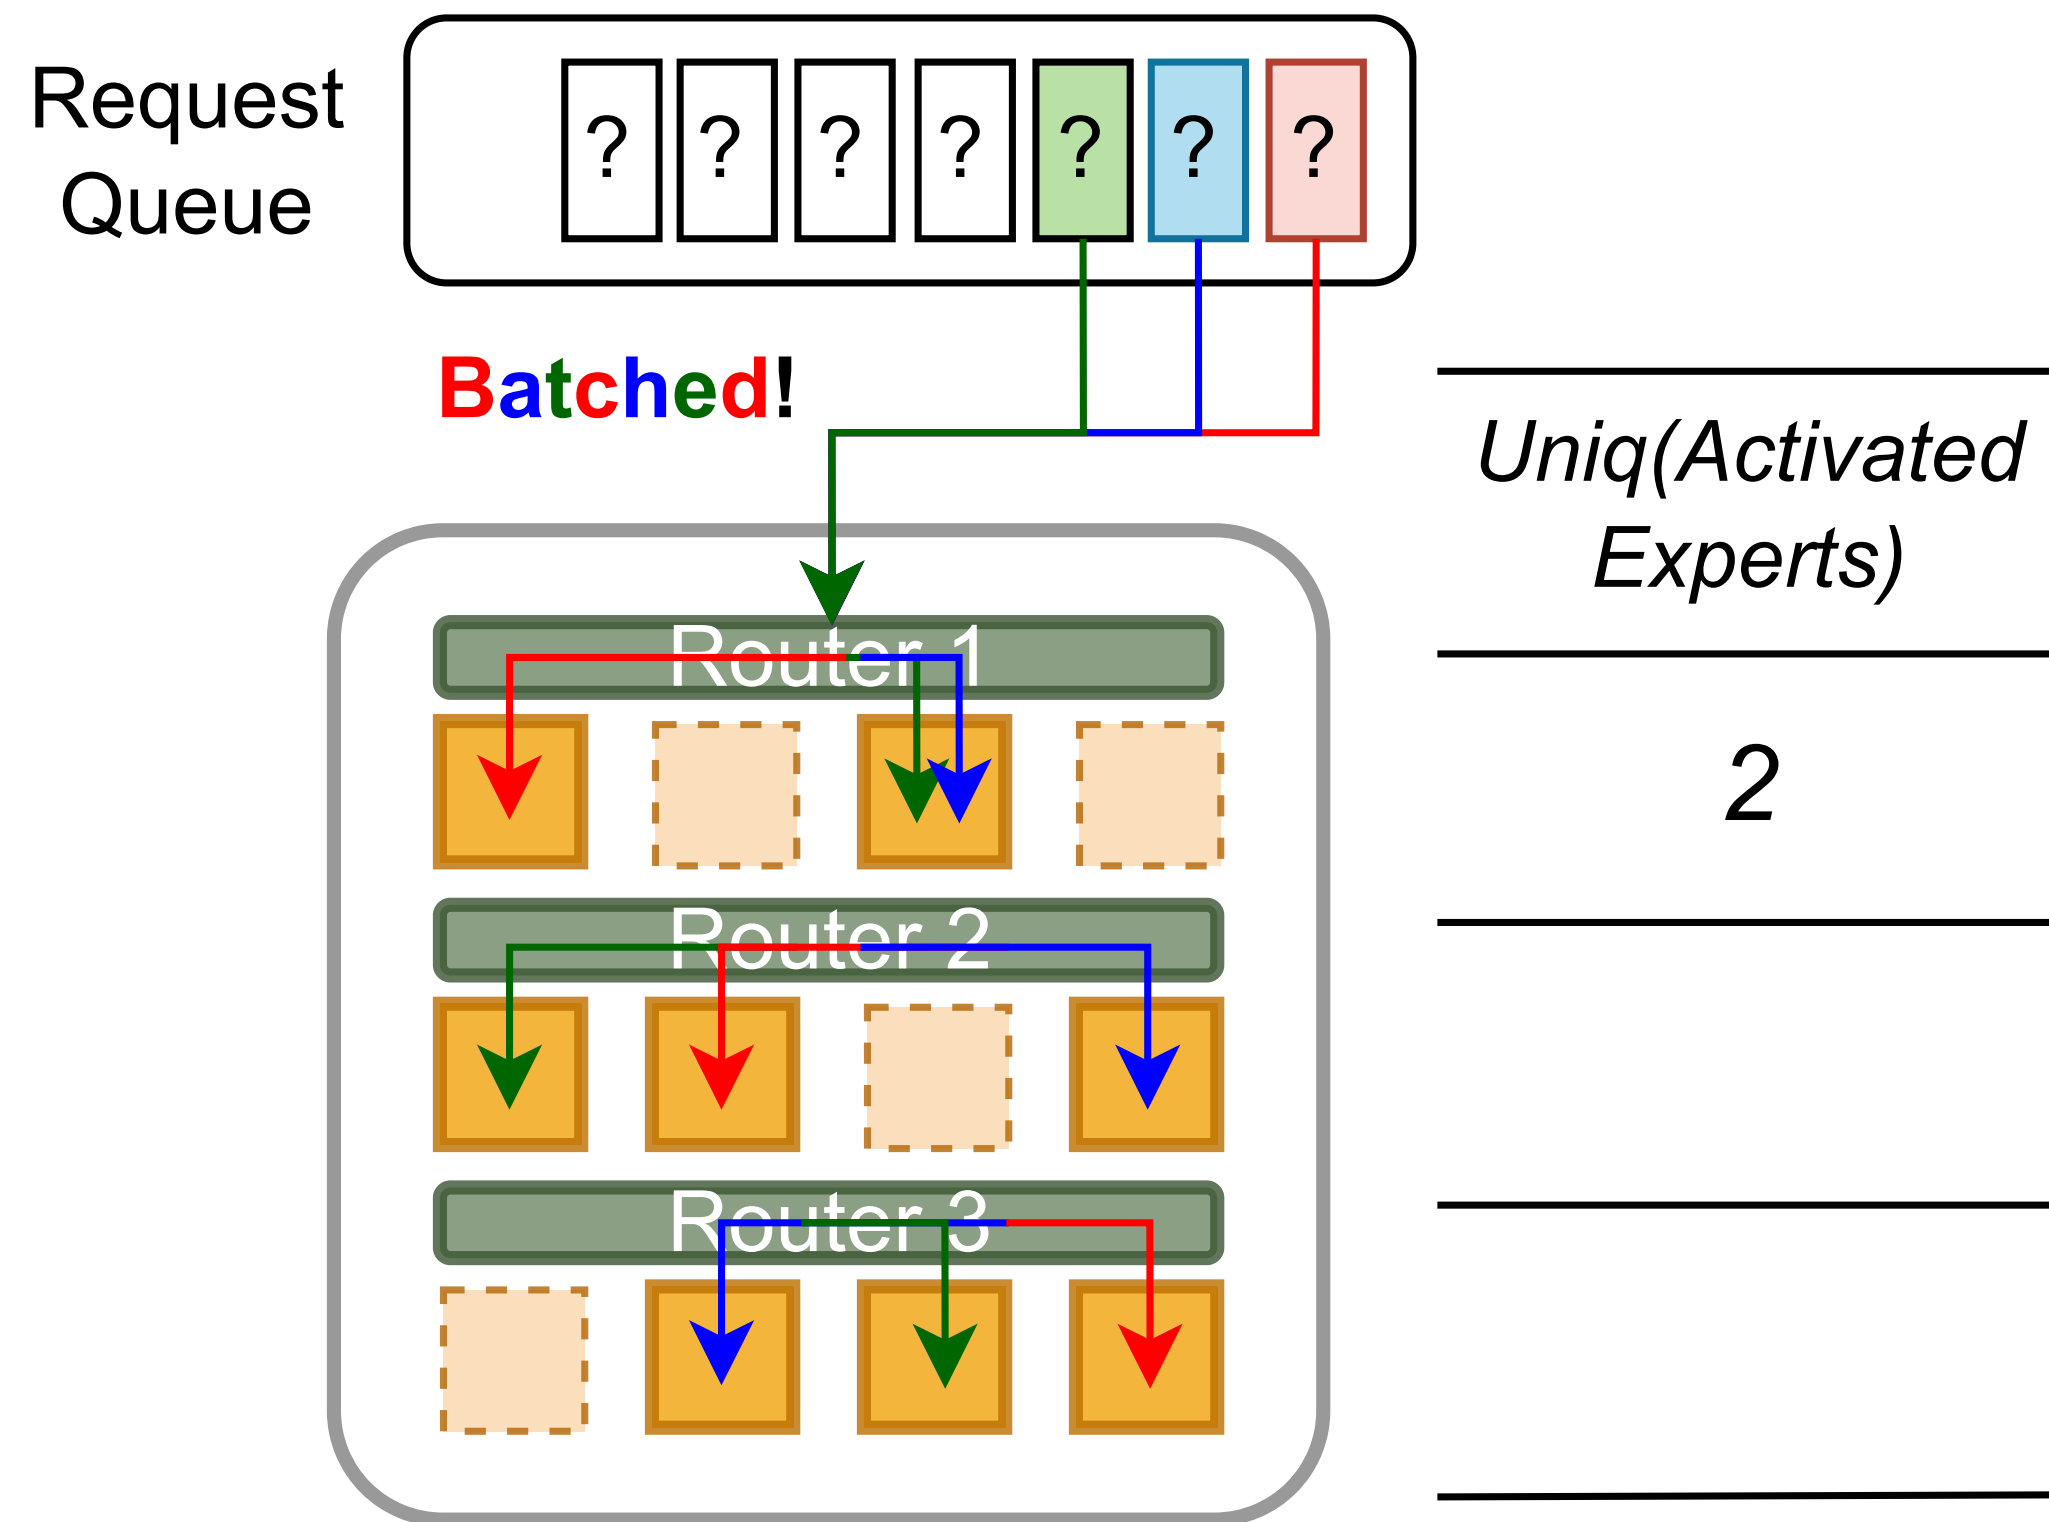 Request
Queue
? ? ? ? ? ? ?
Batched!
Uniq(Activated
Experts)
Router 1
2
Router 2
Router 3